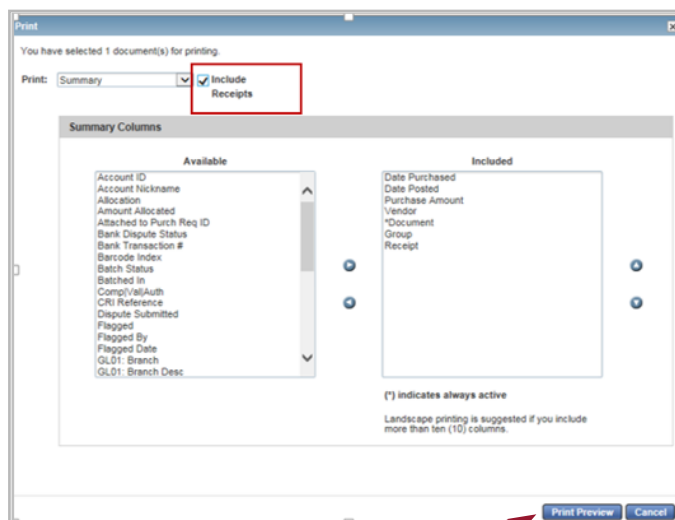 Print
You have selected 1 document(s) for printing.
Print: Summary Include
Receipts
Summary Columns
Available Included
Account ID
Account Nickname
Allocation
Amount Allocated
Attached to Purch Req ID
Bank Dispute Status
Bank Transaction #
Barcode Index
Batch Status
Batched In
Comp|Val|Auth
CRI Reference
Dispute Submitted
Flagged
Flagged By
Flagged Date
GL01: Branch
GL01: Branch Desc
Date Purchased
Date Posted
Purchase Amount
Vendor
*Document
Group
Receipt
(*) indicates always active
Landscape printing is suggested if you include
more than ten (10) columns.
Print Preview Cancel